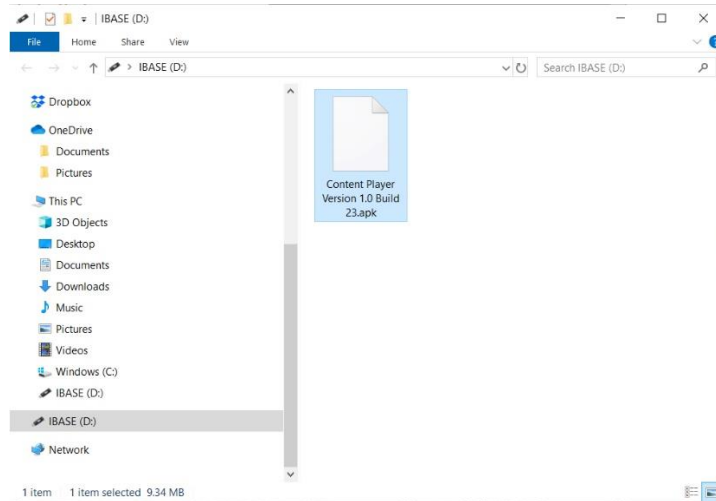 IBASE (D:)
File Home Share View
IBASE (D:)
Search IBASE (D:)
Dropbox
OneDrive
Documents
Pictures
This PC
3D Objects
Desktop
Documents
Downloads
Music
Pictures
Videos
Windows (C:)
IBASE (D:)
IBASE (D:)
Network
Content Player
Version 1.0 Build
23.apk
1 item 1 item selected 9.34 MB